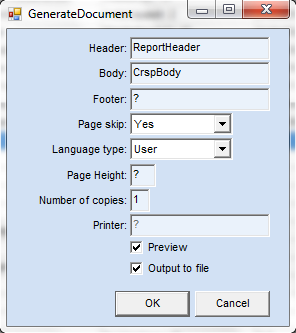 GenerateDocument
Header: ReportHeader
Body: CrspBody
Footer: ?
Page skip: Yes
Language type: User
Page Height: ?
Number of copies: 1
Printer: ?
Preview
Output to file
OK Cancel